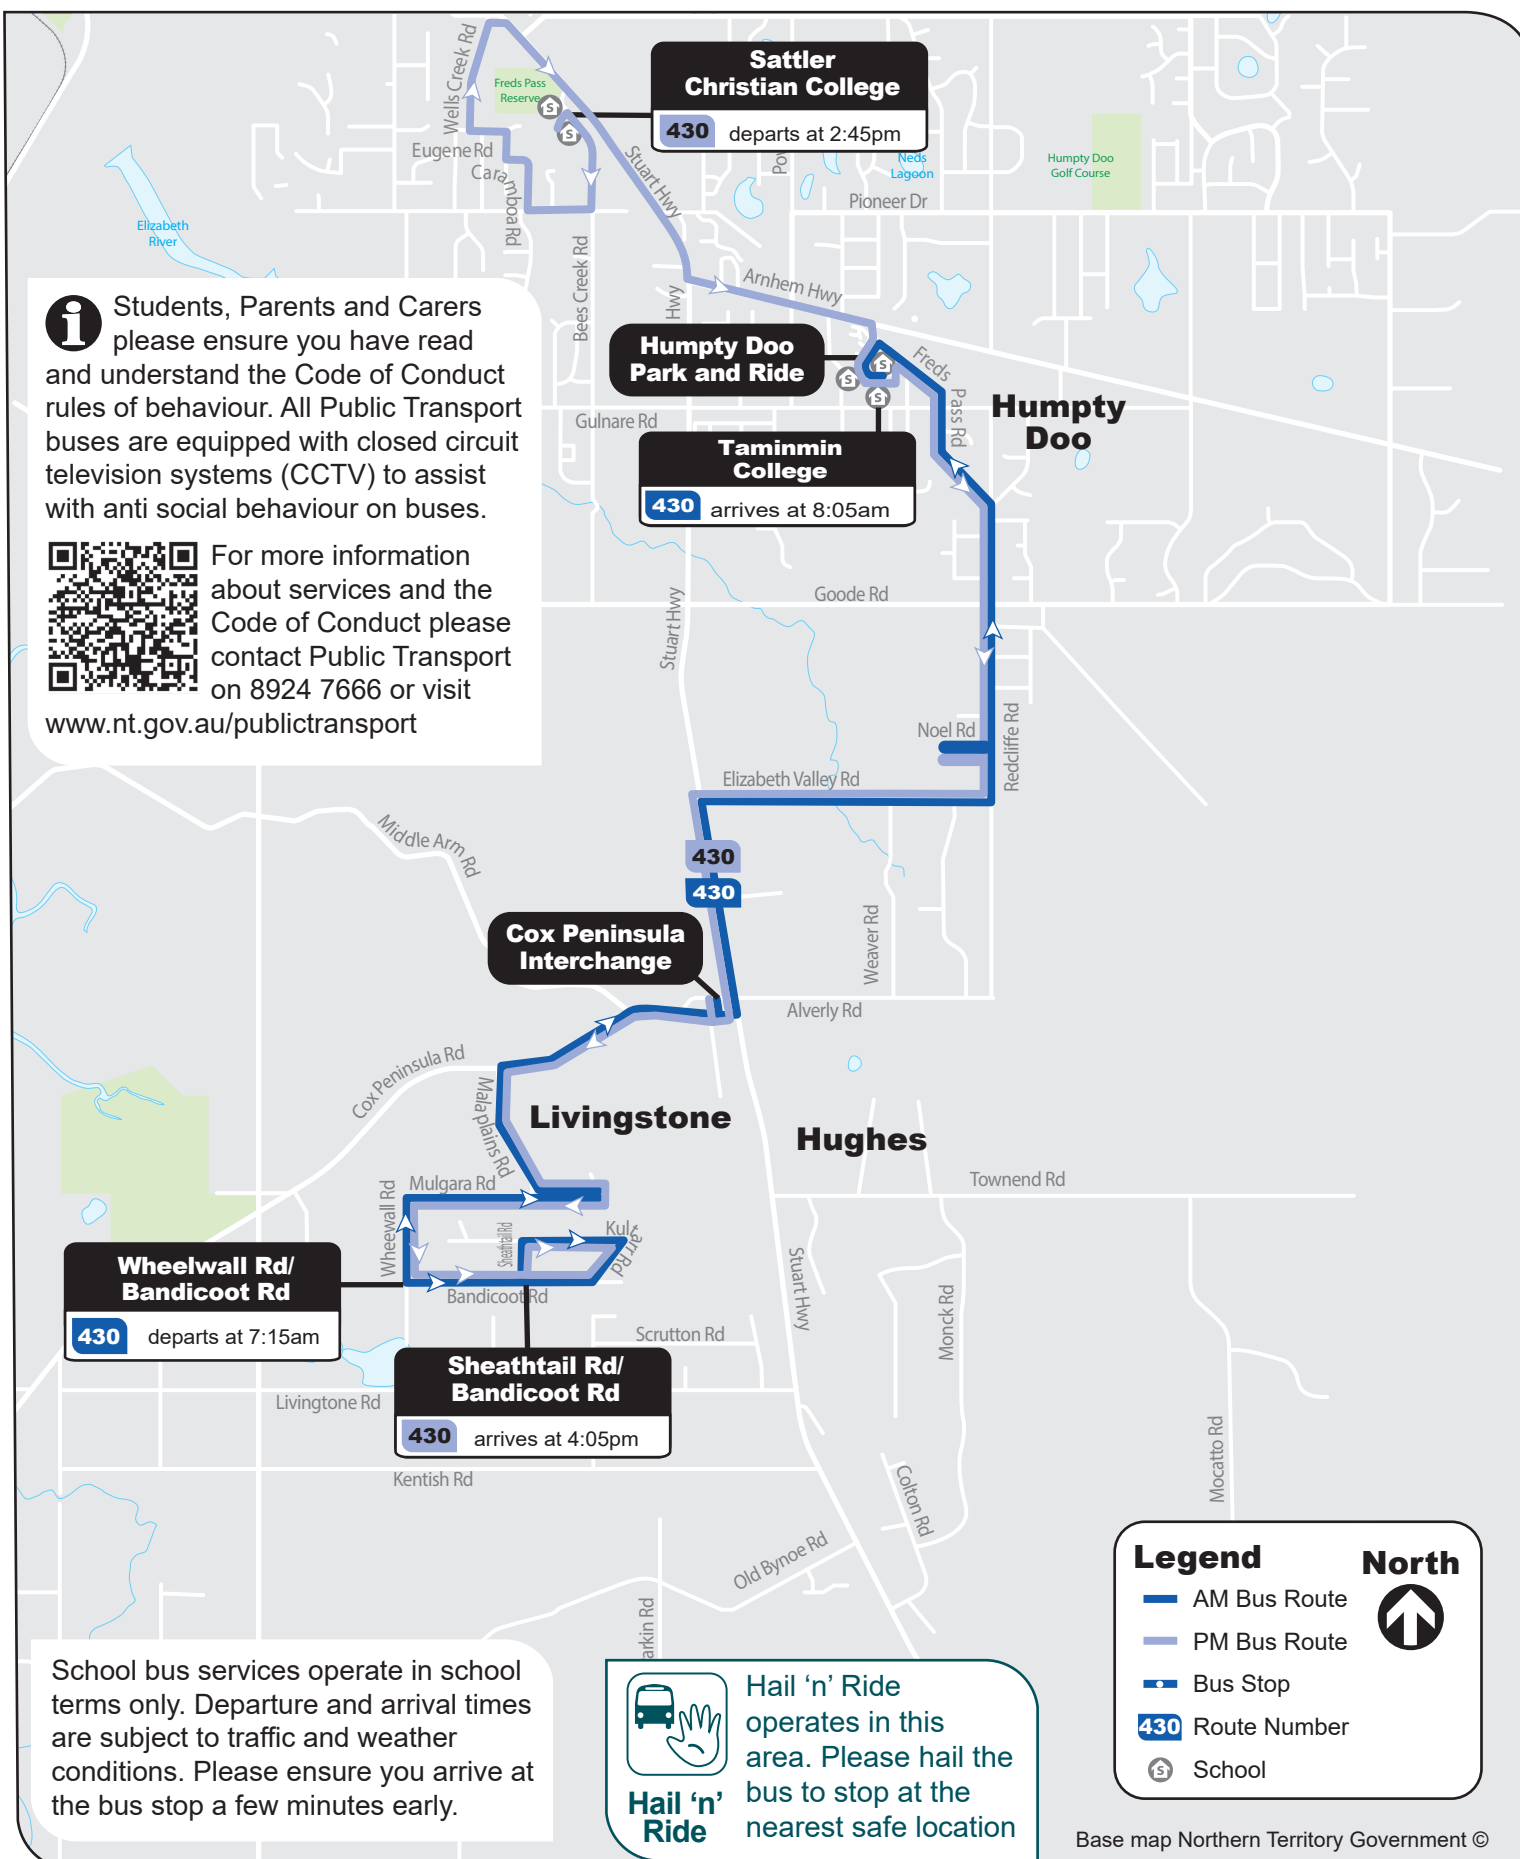 Sattler
Christian College
430 departs at 2:45pm
Wells Creek Rd
Freds Pass
Reserve
Eugene Rd
Caramboa Rd
Stuart Hwy
Neds
Lagoon
Humpty Doo
Golf Course
Pioneer Dr
Elizabeth
River
Bees Creek Rd
Hwy
Arnhem Hwy
Students, Parents and Carers
please ensure you have read
and understand the Code of Conduct
rules of behaviour. All Public Transport
buses are equipped with closed circuit
television systems (CCTV) to assist
with anti social behaviour on buses.
For more information
about services and the
Code of Conduct please
contact Public Transport
on 8924 7666 or visit
www.nt.gov.au/publictransport
Humpty Doo
Park and Ride
Freds
Pass Rd
Humpty
Doo
Gulnare Rd
Taminmin
College
430 arrives at 8:05am
Goode Rd
Stuart Hwy
Noel Rd
Redcliffe Rd
Elizabeth Valley Rd
Middle Arm Rd
430
430
Weaver Rd
Cox Peninsula
Interchange
Alverly Rd
Cox Peninsula Rd
Malaplains Rd
Livingstone
Hughes
Townend Rd
Mulgara Rd
Wheewall Rd
Sheathtail Rd
Kultarr Rd
Bandicoot Rd
Stuart Hwy
Monck Rd
Wheelwall Rd/
Bandicoot Rd
430 departs at 7:15am
Scrutton Rd
Sheathtail Rd/
Bandicoot Rd
430 arrives at 4:05pm
Livingtone Rd
Kentish Rd
Mocatto Rd
Colton Rd
Old Bynoe Rd
arkin Rd
School bus services operate in school
terms only. Departure and arrival times
are subject to traffic and weather
conditions. Please ensure you arrive at
the bus stop a few minutes early.
Hail ‘n’
Ride
Hail ‘n’ Ride
operates in this
area. Please hail the
bus to stop at the
nearest safe location
Legend
North
AM Bus Route
PM Bus Route
Bus Stop
430 Route Number
S School
Base map Northern Territory Government ©